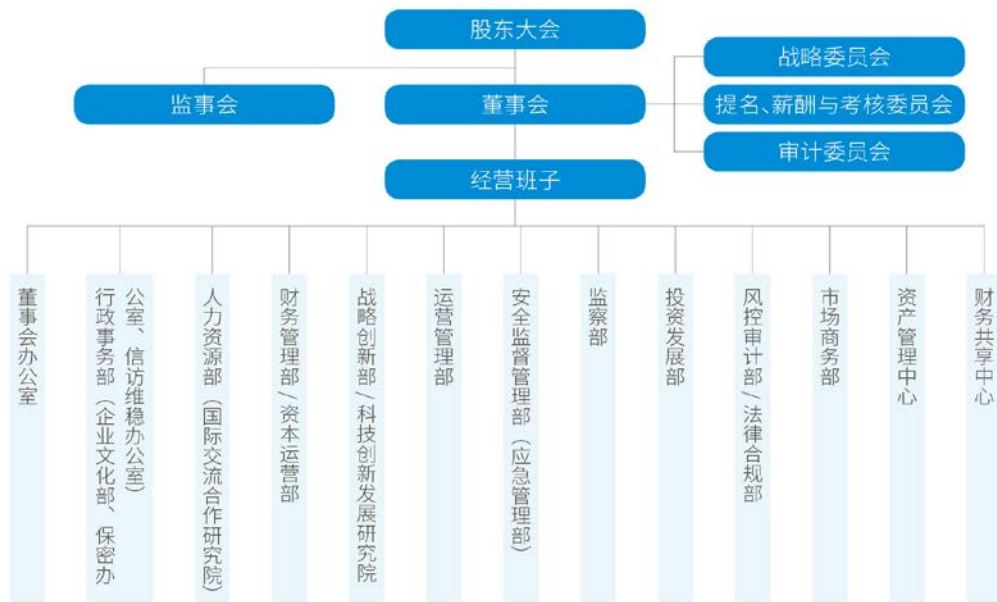 股东大会
监事会
董事会
战略委员会
提名、薪酬与考核委员会
审计委员会
经营班子
董事会办公室
行政事务部（企业文化部、保密办
公室、信访维稳办公室）
人力资源部（国际交流合作研究院）
财务管理部/资本运营部
战略创新部/科技创新发展研究院
运营管理部
安全监督管理部（应急管理部）
监察部
投资发展部
风控审计部/法律合规部
市场商务部
资产管理中心
财务共享中心